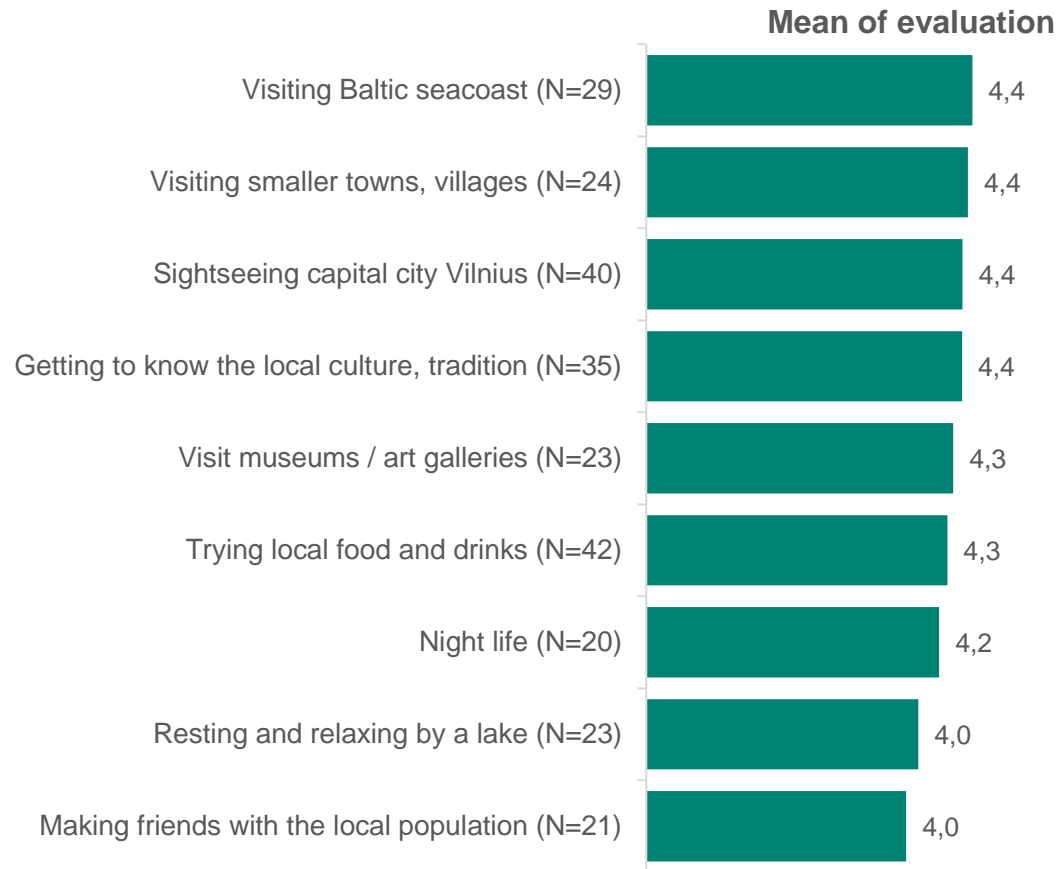 Mean of evaluation
Visiting Baltic seacoast (N=29) 4,4
Visiting smaller towns, villages (N=24) 4,4
Sightseeing capital city Vilnius (N=40) 4,4
Getting to know the local culture, tradition (N=35) 4,4
Visit museums / art galleries (N=23) 4,3
Trying local food and drinks (N=42) 4,3
Night life (N=20) 4,2
Resting and relaxing by a lake (N=23) 4,0
Making friends with the local population (N=21) 4,0